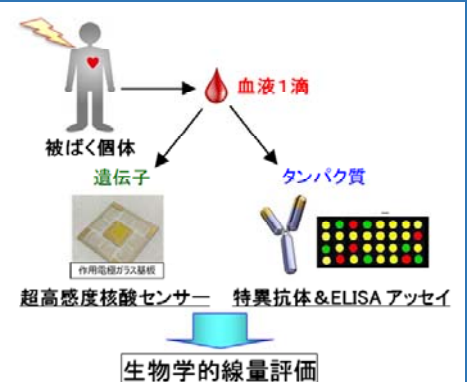 血液1滴
被ばく個体
遺伝子
タンパク質
作用電極ガラス基板
超高感度核酸センサー
特異抗体&ELISA アッセイ
生物学的線量評価